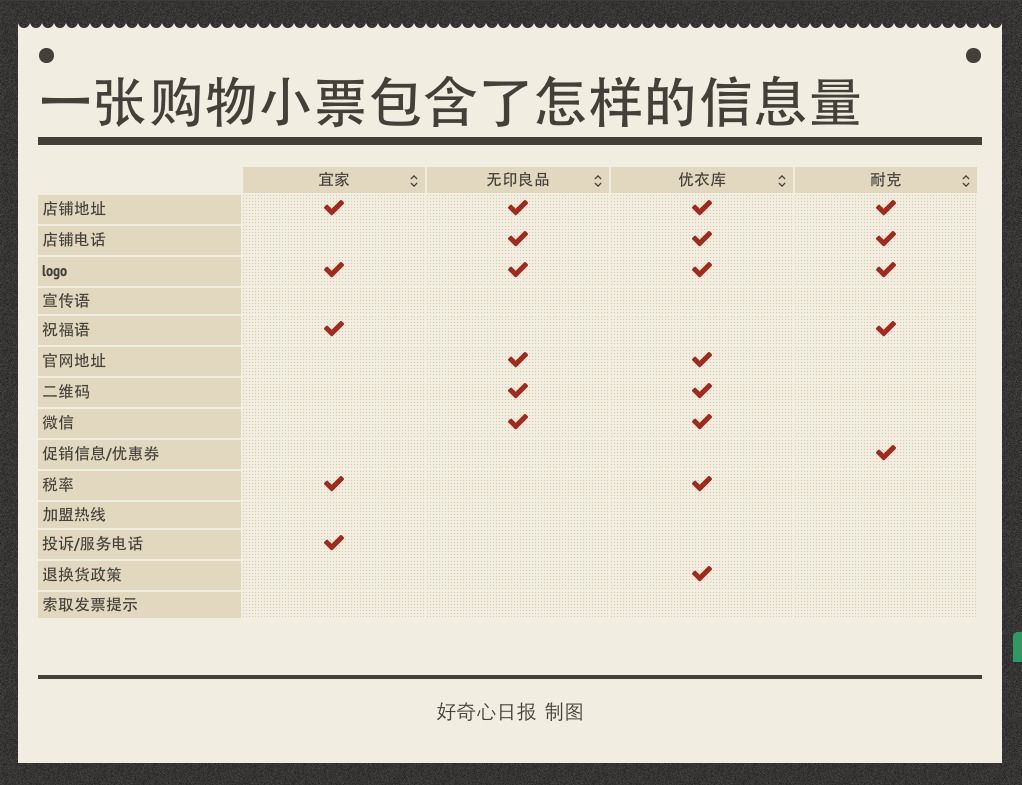 一张购物小票包含了怎样的信息量
宜家 无印良品 优衣库 耐克
店铺地址 ✔ ✔ ✔ ✔
店铺电话 ✔ ✔ ✔
logo ✔ ✔ ✔ ✔
宣传语
祝福语 ✔ ✔
官网地址 ✔ ✔
二维码 ✔ ✔
微信 ✔ ✔
促销信息/优惠券 ✔
税率 ✔ ✔
加盟热线
投诉/服务电话 ✔
退换货政策 ✔
索取发票提示
好奇心日报 制图